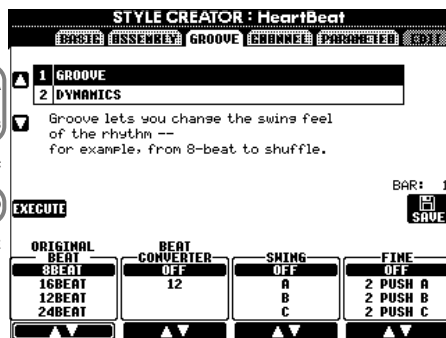 STYLE CREATOR : HeartBeat
BASIC ASSEMBLY GROOVE CHANNEL PARAMETER EDIT
1 GROOVE
2 DYNAMICS
Groove lets you change the swing feel
of the rhythm --
for example, from 8-beat to shuffle.
BAR: 1
EXECUTE
SAVE
ORIGINAL BEAT
BEAT CONVERTER
SWING
FINE
8BEAT OFF OFF OFF
16BEAT 12 A 2 PUSH A
12BEAT B 2 PUSH B
24BEAT C 2 PUSH C